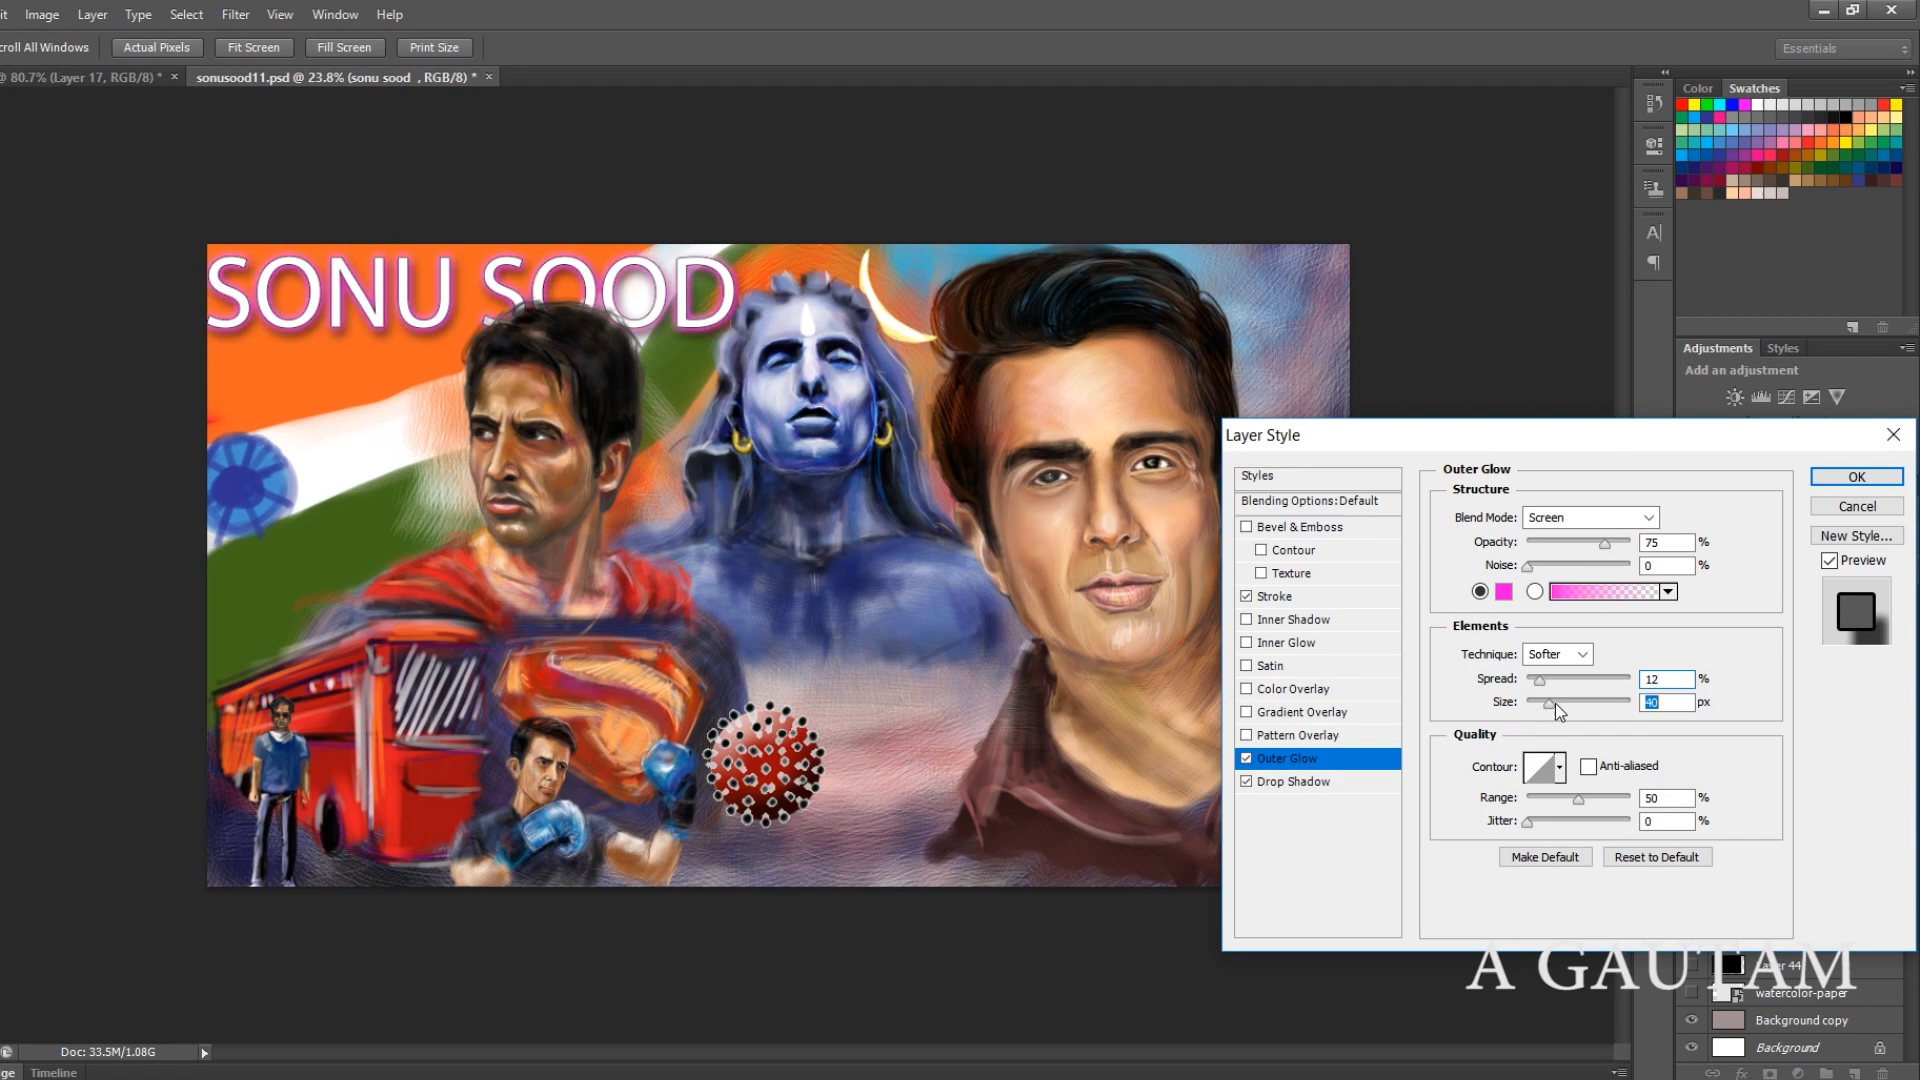 it Image Layer Type Select Filter View Window Help
croll All Windows Actual Pixels Fit Screen Fill Screen Print Size Essentials
@ 80.7% (Layer 17, RGB/8) * × sonusood11.psd @ 23.8% (sonu sood , RGB/8) * ×
Color Swatches
SONU SOOD
Adjustments Styles
Add an adjustment
Layer Style
Styles
Blending Options: Default
Bevel & Emboss
Contour
Texture
Stroke
Inner Shadow
Inner Glow
Satin
Color Overlay
Gradient Overlay
Pattern Overlay
Outer Glow
Drop Shadow
Outer Glow
Structure
Blend Mode: Screen
Opacity: 75 %
Noise: 0 %
Elements
Technique: Softer
Spread: 12 %
Size: 40 px
Quality
Contour: Anti-aliased
Range: 50 %
Jitter: 0 %
Make Default Reset to Default
OK
Cancel
New Style...
Preview
A GAUTAM
Layer 44
watercolor-paper
Background copy
Background
Doc: 33.5M/1.08G
ge Timeline